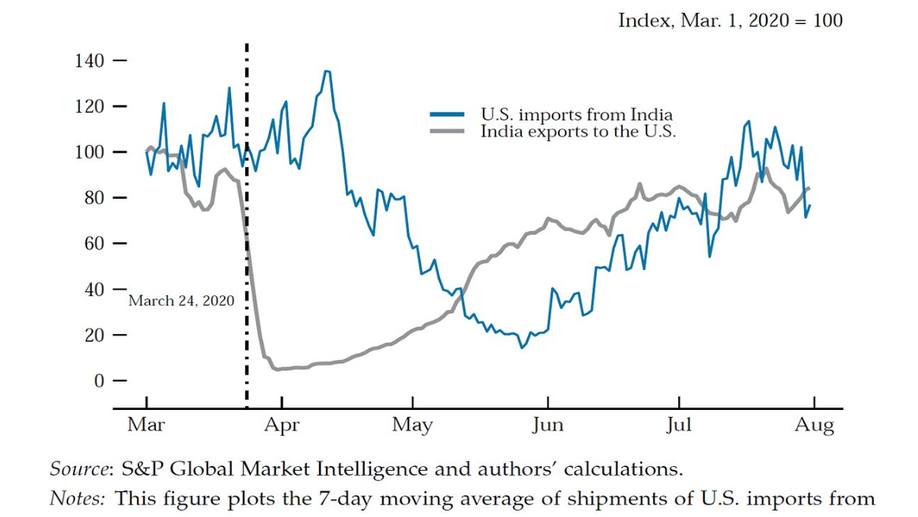 Index, Mar. 1, 2020 = 100
140
120
100
80
60
40
20
0
U.S. imports from India
India exports to the U.S.
March 24, 2020
Mar Apr May Jun Jul Aug
Source: S&P Global Market Intelligence and authors’ calculations.
Notes: This figure plots the 7-day moving average of shipments of U.S. imports from